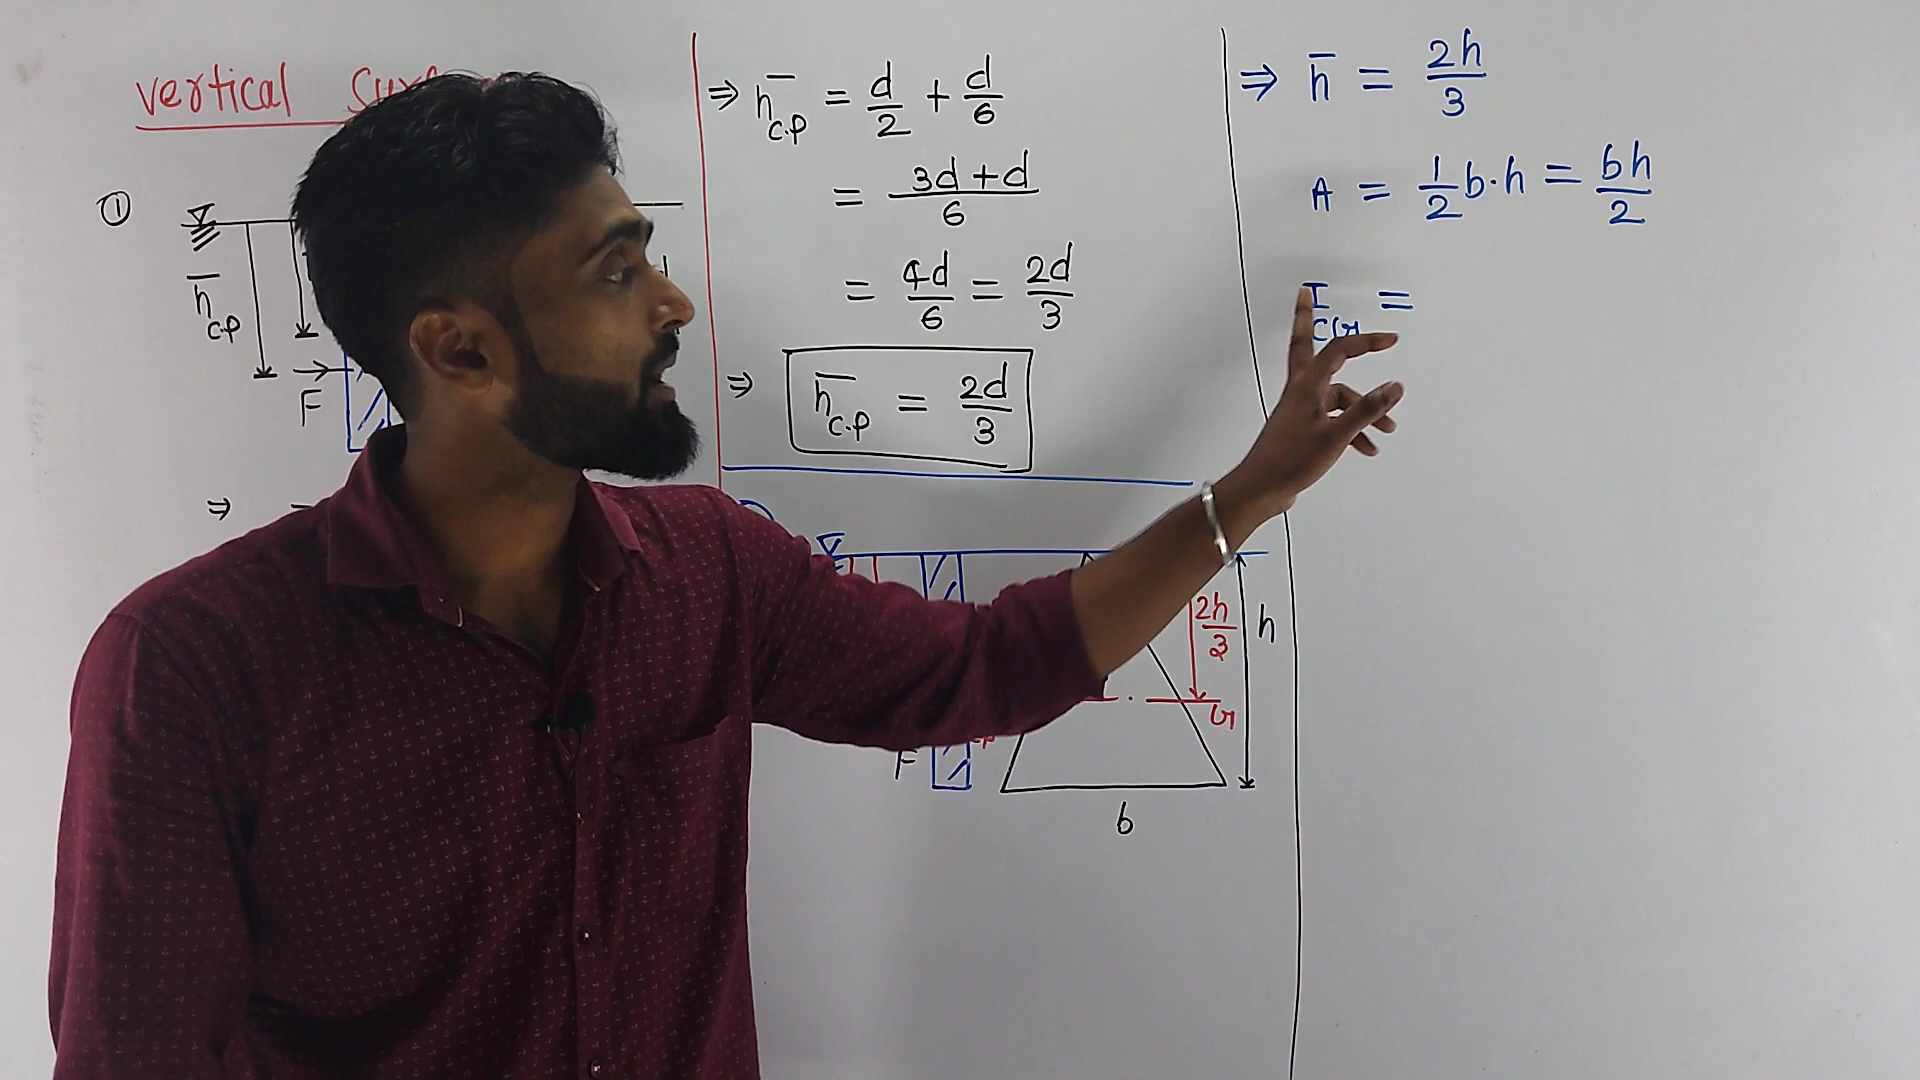 vertical
①
h̄ c.p
F
⇒
⇒ h̄ c.p = d/2 + d/6
= 3d+d/6
= 4d/6 = 2d/3
⇒ h̄ c.p = 2d/3
F
2h/3
h
G
b
⇒ h̄ = 2h/3
A = 1/2 b·h = bh/2
I CG =